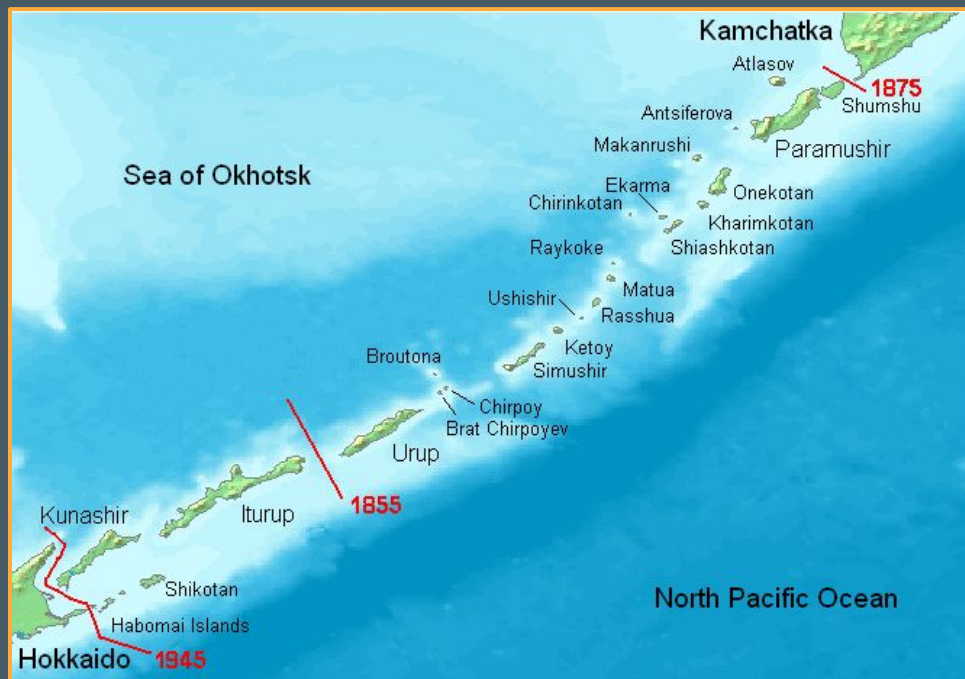 Kamchatka
Atlasov
1875
Shumshu
Antsiferova
Paramushir
Makanrushi
Sea of Okhotsk
Ekarma
Onekotan
Chirinkotan
Kharimkotan
Shiashkotan
Raykoke
Matua
Ushishir
Rasshua
Ketoy
Broutona
Simushir
Chirpoy
Brat Chirpoyev
Urup
1855
Kunashir
Iturup
Shikotan
North Pacific Ocean
Habomai Islands
Hokkaido
1945